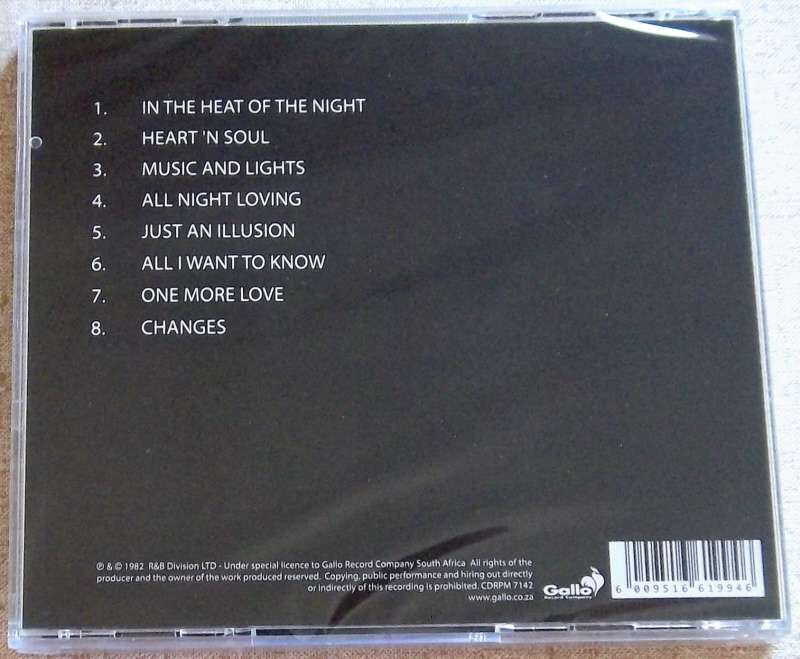 1. IN THE HEAT OF THE NIGHT
2. HEART 'N SOUL
3. MUSIC AND LIGHTS
4. ALL NIGHT LOVING
5. JUST AN ILLUSION
6. ALL I WANT TO KNOW
7. ONE MORE LOVE
8. CHANGES
℗ & © 1982 R&B Division LTD - Under special licence to Gallo Record Company South Africa All rights of the
producer and the owner of the work produced reserved. Copying, public performance and hiring out directly
or indirectly of this recording is prohibited. CDRPM 7142
www.gallo.co.za
Gallo
Record Company
6 009516 619946